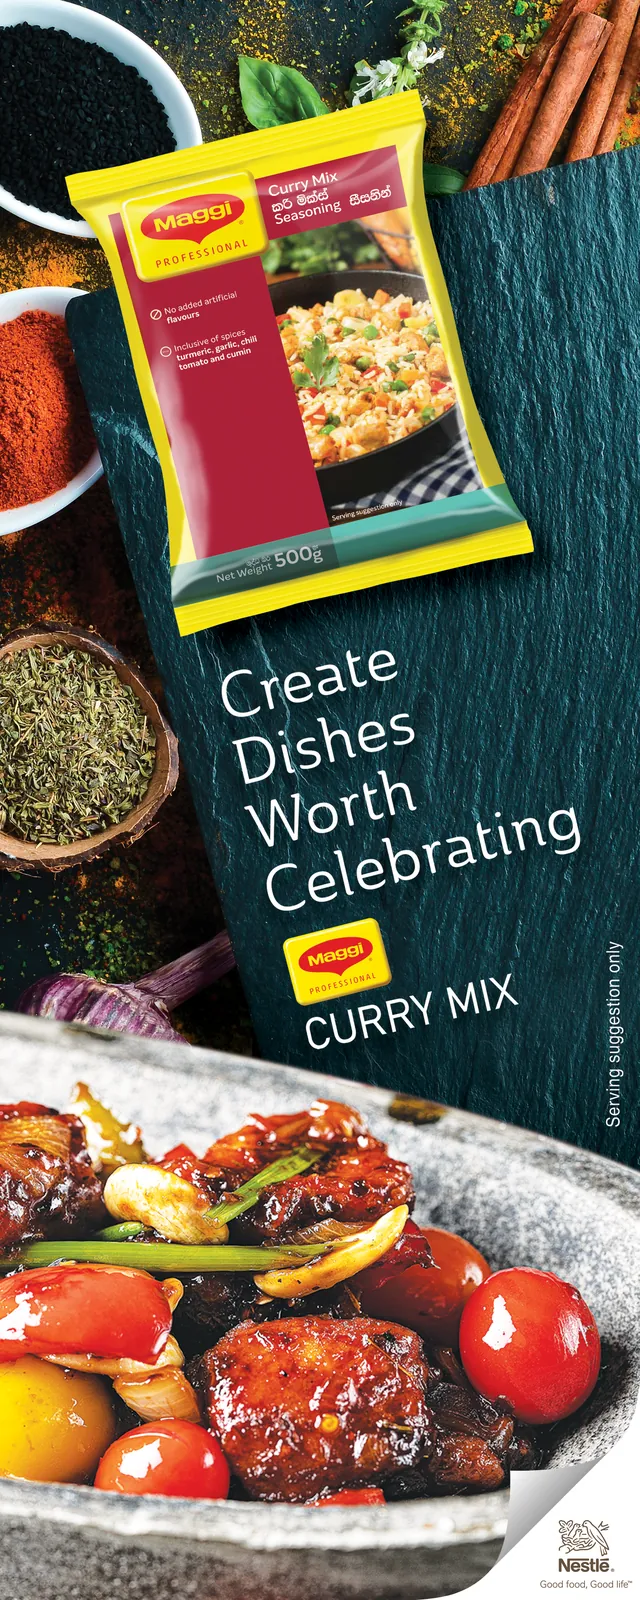 Maggi
PROFESSIONAL
Curry Mix
කරි මික්ස්
Seasoning සීසනින්
No added artificial
flavours
Inclusive of spices
turmeric, garlic, chili
tomato and cumin
Serving suggestion only
Net Weight 500g
Create
Dishes
Worth
Celebrating
Maggi
PROFESSIONAL
CURRY MIX
Serving suggestion only
Nestlé®
Good food, Good life™